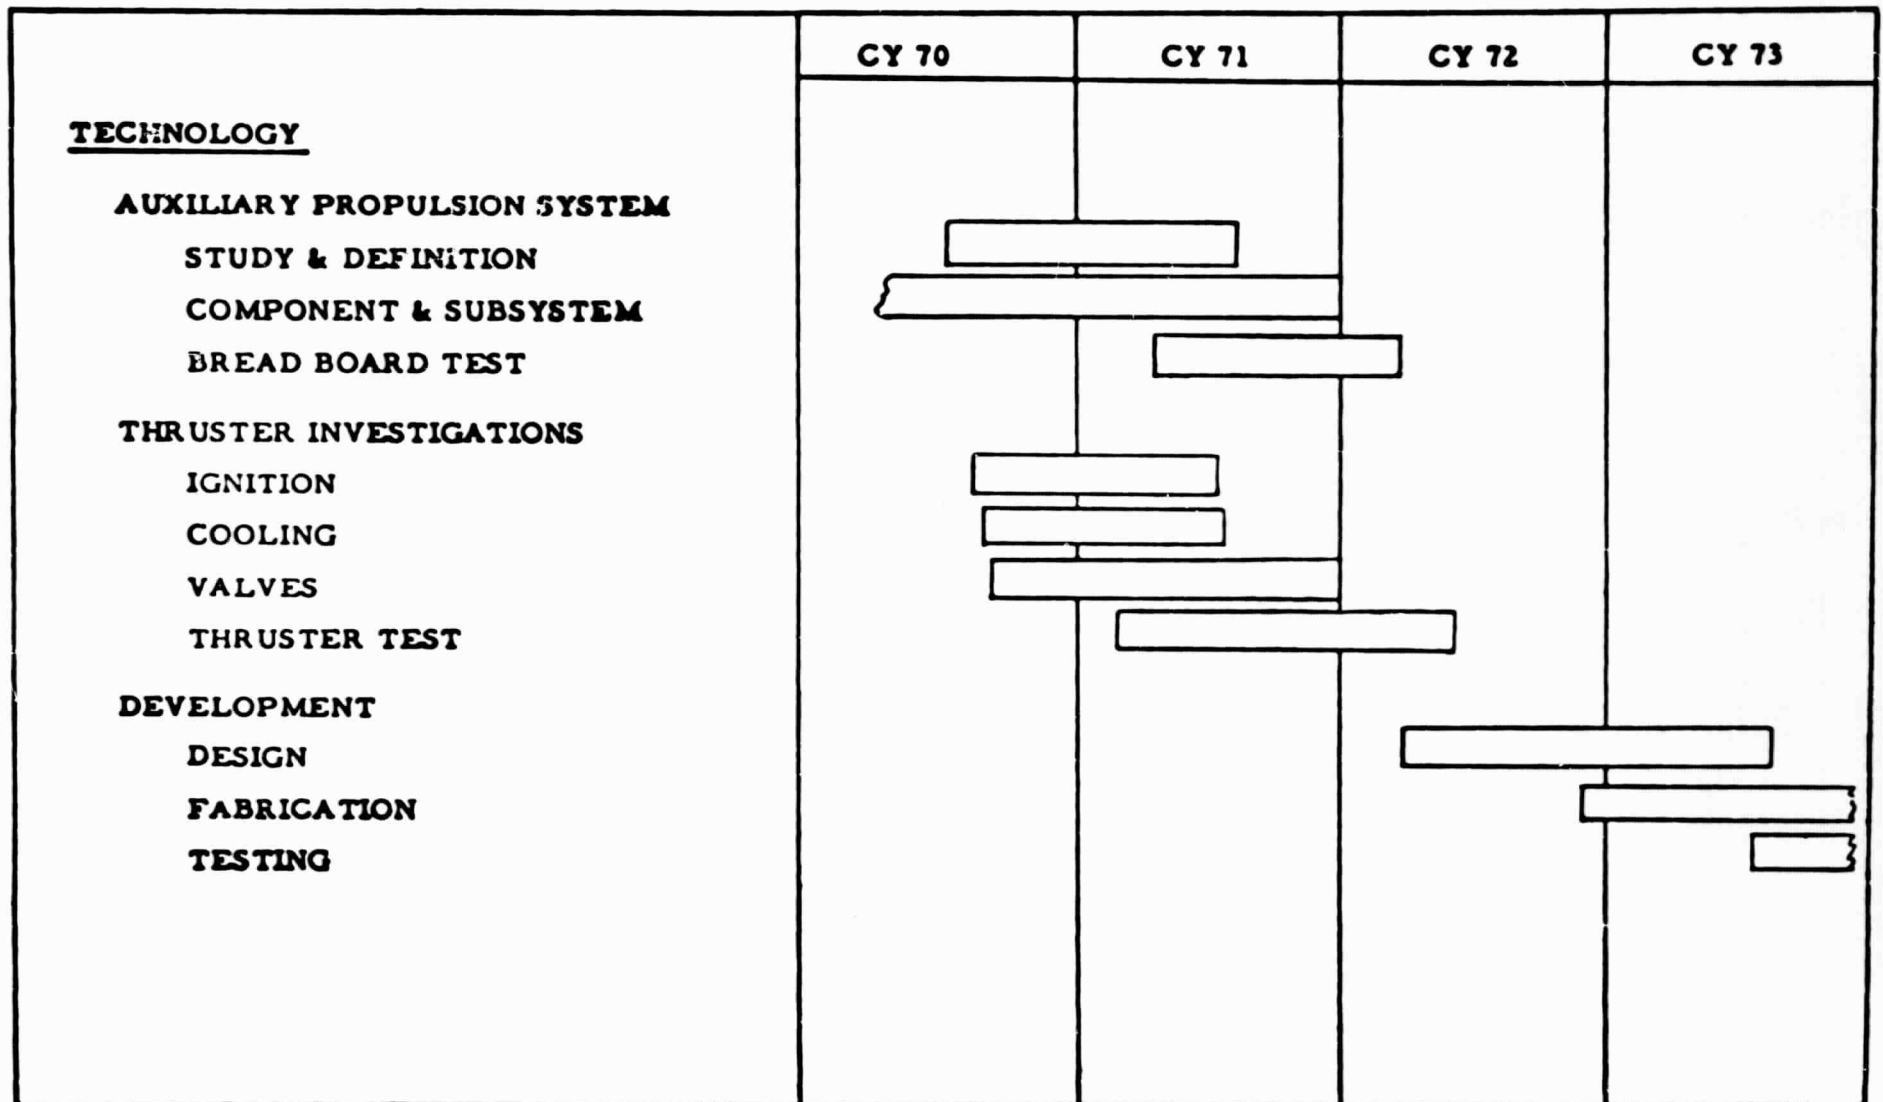 CY 70 CY 71 CY 72 CY 73
TECHNOLOGY
AUXILIARY PROPULSION SYSTEM
STUDY & DEFINITION
COMPONENT & SUBSYSTEM
BREAD BOARD TEST
THRUSTER INVESTIGATIONS
IGNITION
COOLING
VALVES
THRUSTER TEST
DEVELOPMENT
DESIGN
FABRICATION
TESTING